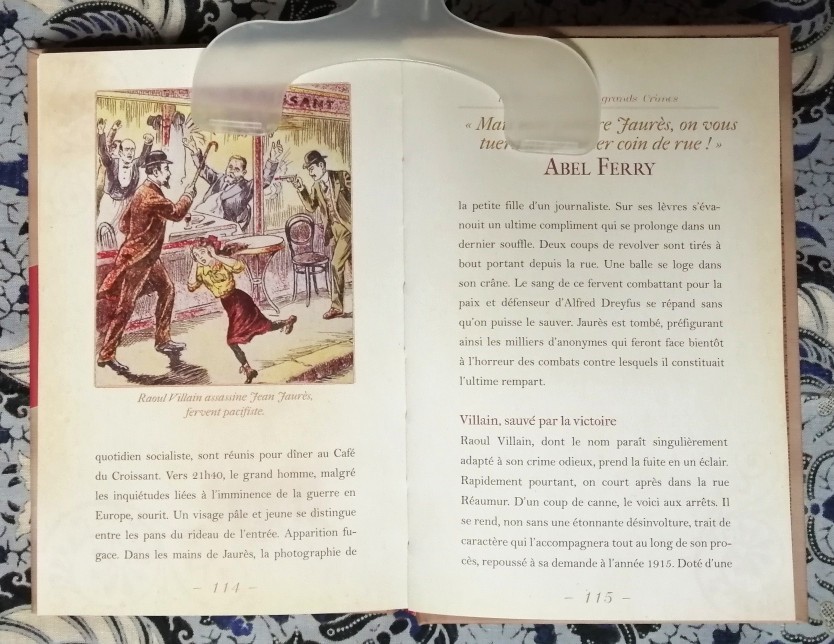 SANT
Raoul Villain assassine Jean Jaurès,
fervent pacifiste.
quotidien socialiste, sont réunis pour dîner au Café
du Croissant. Vers 21h40, le grand homme, malgré
les inquiétudes liées à l'imminence de la guerre en
Europe, sourit. Un visage pâle et jeune se distingue
entre les pans du rideau de l'entrée. Apparition fu-
gace. Dans les mains de Jaurès, la photographie de
– 114 –
grands Crimes
« Jaurès, on vous
coin de rue ! »
ABEL FERRY
la petite fille d'un journaliste. Sur ses lèvres s'éva-
nouit un ultime compliment qui se prolonge dans un
dernier souffle. Deux coups de revolver sont tirés à
bout portant depuis la rue. Une balle se loge dans
son crâne. Le sang de ce fervent combattant pour la
paix et défenseur d'Alfred Dreyfus se répand sans
qu'on puisse le sauver. Jaurès est tombé, préfigurant
ainsi les milliers d'anonymes qui feront face bientôt
à l'horreur des combats contre lesquels il constituait
l'ultime rempart.
Villain, sauvé par la victoire
Raoul Villain, dont le nom paraît singulièrement
adapté à son crime odieux, prend la fuite en un éclair.
Rapidement pourtant, on court après dans la rue
Réaumur. D'un coup de canne, le voici aux arrêts. Il
se rend, non sans une étonnante désinvolture, trait de
caractère qui l'accompagnera tout au long de son pro-
cès, repoussé à sa demande à l'année 1915. Doté d'une
– 115 –